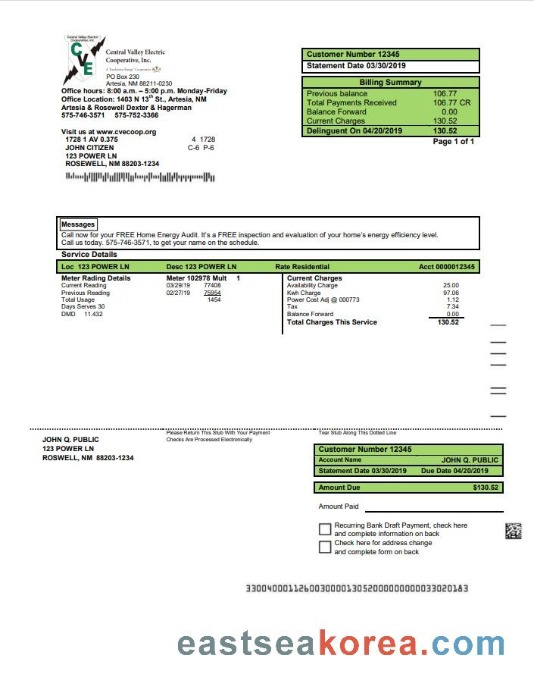 CVE
Central Valley Electric
Cooperative, Inc.
PO Box 230
Artesia, NM 88211-0230
Office hours: 8:00 a.m. – 5:00 p.m. Monday-Friday
Office Location: 1403 N 13th St., Artesia, NM
Artesia & Rosewell Dexter & Hagerman
575-746-3571 575-752-3366
Visit us at www.cvecoop.org
1728 1 AV 0.375 4 1728
JOHN CITIZEN C-6 P-6
123 POWER LN
ROSEWELL, NM 88203-1234
Customer Number 12345
Statement Date 03/30/2019
Billing Summary
Previous balance 106.77
Total Payments Received 106.77 CR
Balance Forward 0.00
Current Charges 130.52
Delinguent On 04/20/2019 130.52
Page 1 of 1
Messages
Call now for your FREE Home Energy Audit. It's a FREE inspection and evaluation of your home's energy efficiency level.
Call us today. 575-746-3571, to get your name on the schedule.
Service Details
Loc 123 POWER LN Desc 123 POWER LN Rate Residential Acct 0000012345
Meter Rading Details Meter 102978 Mult 1
Current Reading 03/29/19 77408
Previous Reading 02/27/19 75954
Total Usage 1454
Days Serves 30
DMD 11.432
Current Charges
Availability Charge 25.00
Kwh Charge 97.06
Power Cost Adj @ 000773 1.12
Tax 7.34
Balance Forward 0.00
Total Charges This Service 130.52
Please Return This Stub With Your Payment
Checks Are Processed Electronically
Tear Stub Along This Dotted Line
JOHN Q. PUBLIC
123 POWER LN
ROSWELL, NM 88203-1234
Customer Number 12345
Account Name JOHN Q. PUBLIC
Statement Date 03/30/2019 Due Date 04/20/2019
Amount Due $130.52
Amount Paid
Recurring Bank Draft Payment, check here
and complete information on back
Check here for address change
and complete form on back
33004000112600300001305200000000000033020183
eastseakorea.com